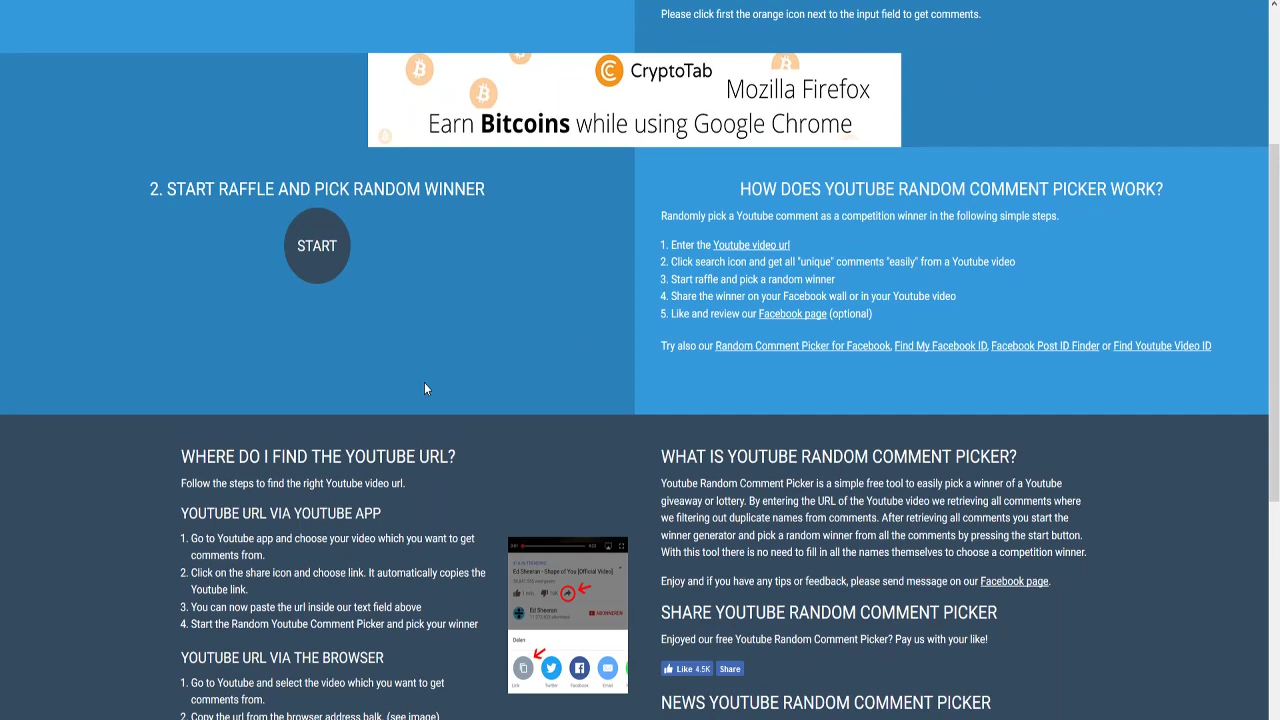 Please click first the orange icon next to the input field to get comments.
CryptoTab
Mozilla Firefox
Earn Bitcoins while using Google Chrome
2. START RAFFLE AND PICK RANDOM WINNER
START
HOW DOES YOUTUBE RANDOM COMMENT PICKER WORK?
Randomly pick a Youtube comment as a competition winner in the following simple steps.
1. Enter the Youtube video url
2. Click search icon and get all "unique" comments "easily" from a Youtube video
3. Start raffle and pick a random winner
4. Share the winner on your Facebook wall or in your Youtube video
5. Like and review our Facebook page (optional)
Try also our Random Comment Picker for Facebook, Find My Facebook ID, Facebook Post ID Finder or Find Youtube Video ID
WHERE DO I FIND THE YOUTUBE URL?
Follow the steps to find the right Youtube video url.
YOUTUBE URL VIA YOUTUBE APP
1. Go to Youtube app and choose your video which you want to get
comments from.
2. Click on the share icon and choose link. It automatically copies the
Youtube link.
3. You can now paste the url inside our text field above
4. Start the Random Youtube Comment Picker and pick your winner
YOUTUBE URL VIA THE BROWSER
1. Go to Youtube and select the video which you want to get
comments from.
2. Copy the url from the browser address balk. (see image)
Ed Sheeran - Shape of You [Official Video]
Ed Sheeran
ABONNEREN
Delen
Link
Twitter
Facebook
Email
WHAT IS YOUTUBE RANDOM COMMENT PICKER?
Youtube Random Comment Picker is a simple free tool to easily pick a winner of a Youtube
giveaway or lottery. By entering the URL of the Youtube video we retrieving all comments where
we filtering out duplicate names from comments. After retrieving all comments you start the
winner generator and pick a random winner from all the comments by pressing the start button.
With this tool there is no need to fill in all the names themselves to choose a competition winner.
Enjoy and if you have any tips or feedback, please send message on our Facebook page.
SHARE YOUTUBE RANDOM COMMENT PICKER
Enjoyed our free Youtube Random Comment Picker? Pay us with your like!
Like 4.5K Share
NEWS YOUTUBE RANDOM COMMENT PICKER